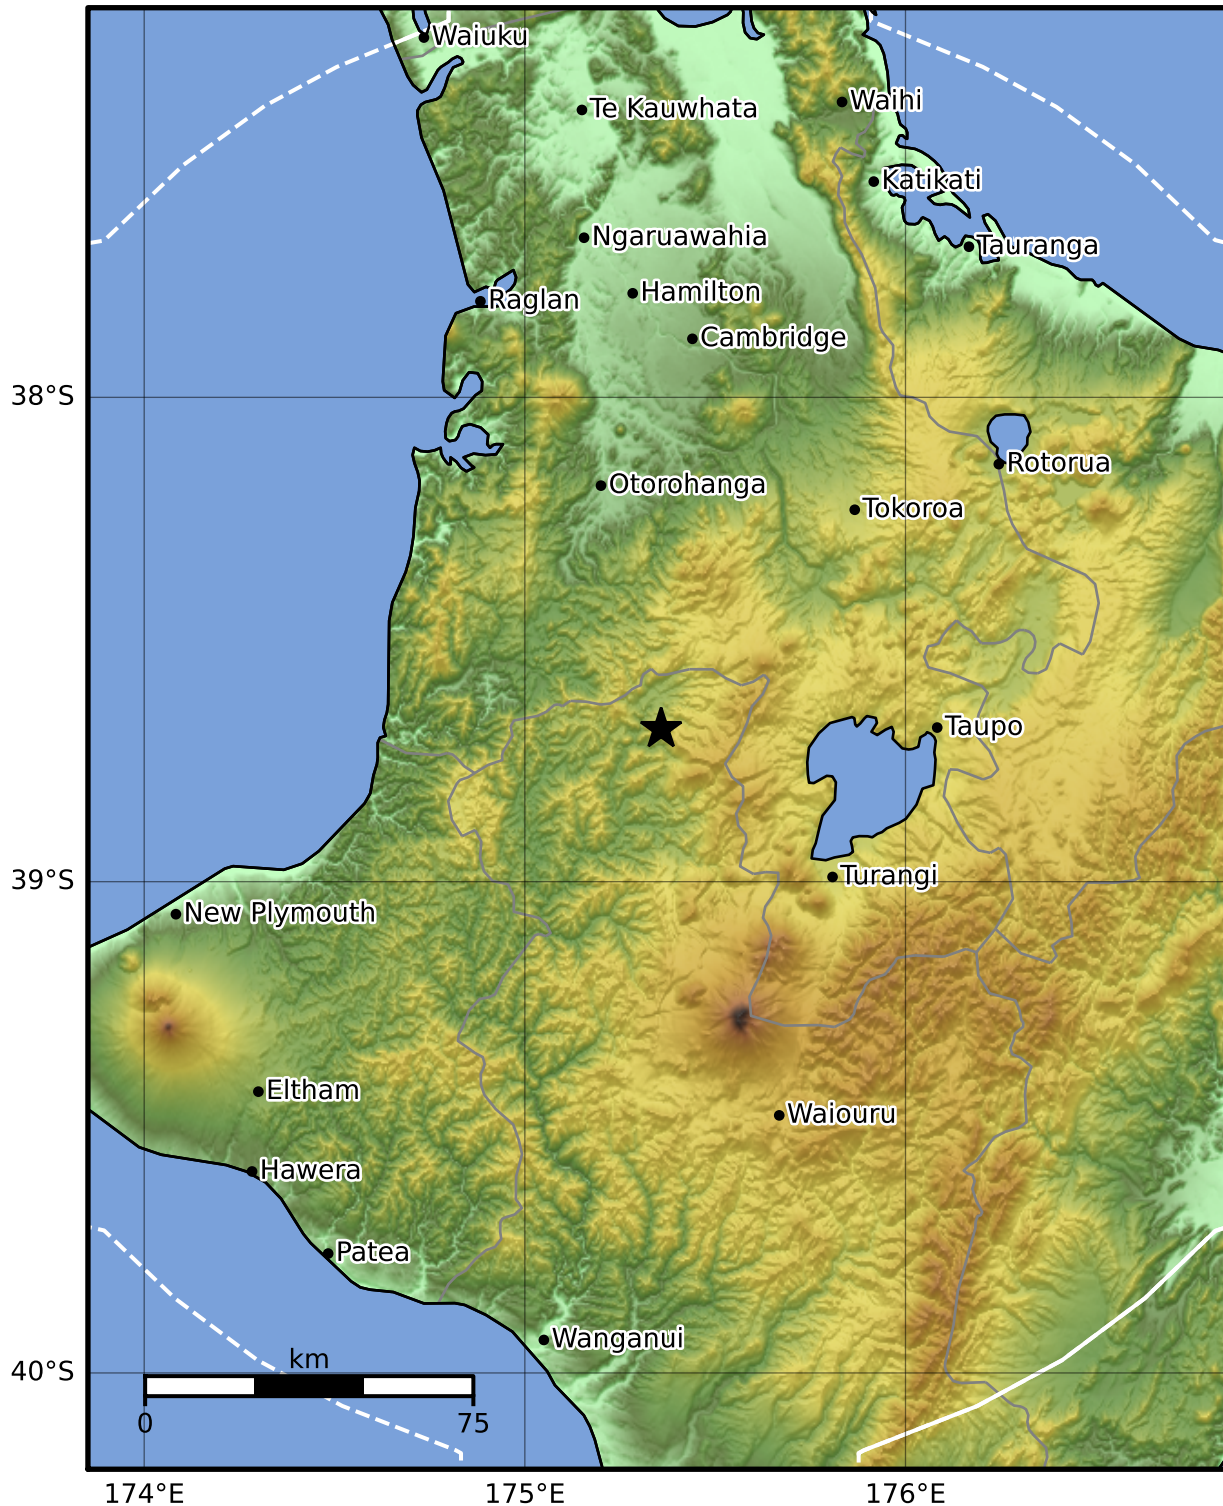 Waiuku
Te Kauwhata
Waihi
Katikati
Ngaruawahia
Tauranga
Hamilton
Raglan
Cambridge
38°S
Rotorua
Otorohanga
Tokoroa
Taupo
39°S
Turangi
New Plymouth
Eltham
Waiouru
Hawera
Patea
Wanganui
km
40°S
0
75
174°E
175°E
176°E